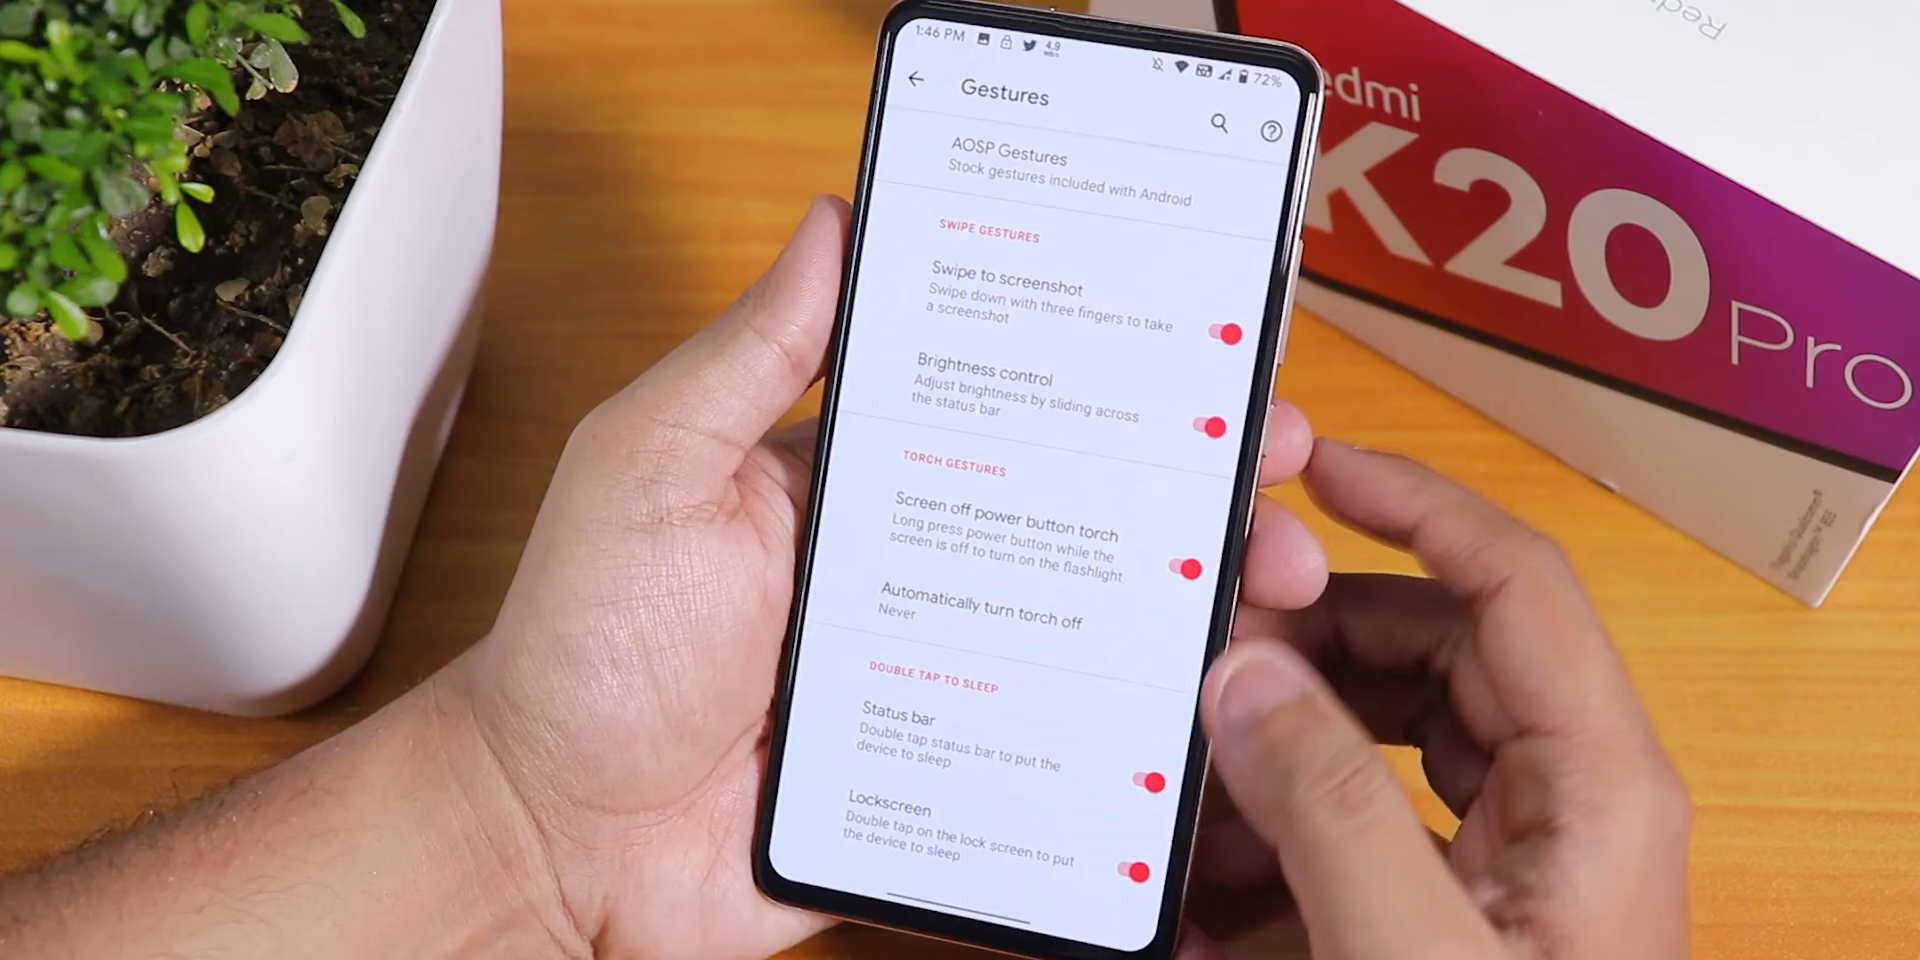 1:46 PM
4.9
72%
Gestures
AOSP Gestures
Stock gestures included with Android
SWIPE GESTURES
Swipe to screenshot
Swipe down with three fingers to take
a screenshot
Brightness control
Adjust brightness by sliding across
the status bar
TORCH GESTURES
Screen off power button torch
Long press power button while the
screen is off to turn on the flashlight
Automatically turn torch off
Never
DOUBLE TAP TO SLEEP
Status bar
Double tap status bar to put the
device to sleep
Lockscreen
Double tap on the lock screen to put
the device to sleep
Redmi
edmi
K20 Pro